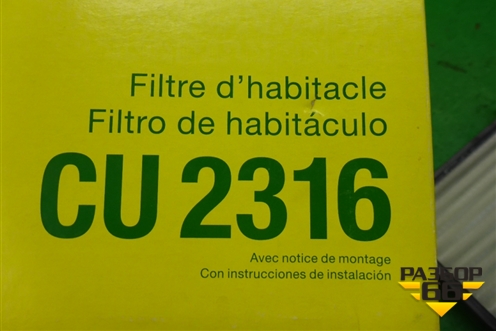 Filtre d'habitacle
Filtro de habitáculo
CU 2316
Avec notice de montage
Con instrucciones de instalación
РАЗБОР
66